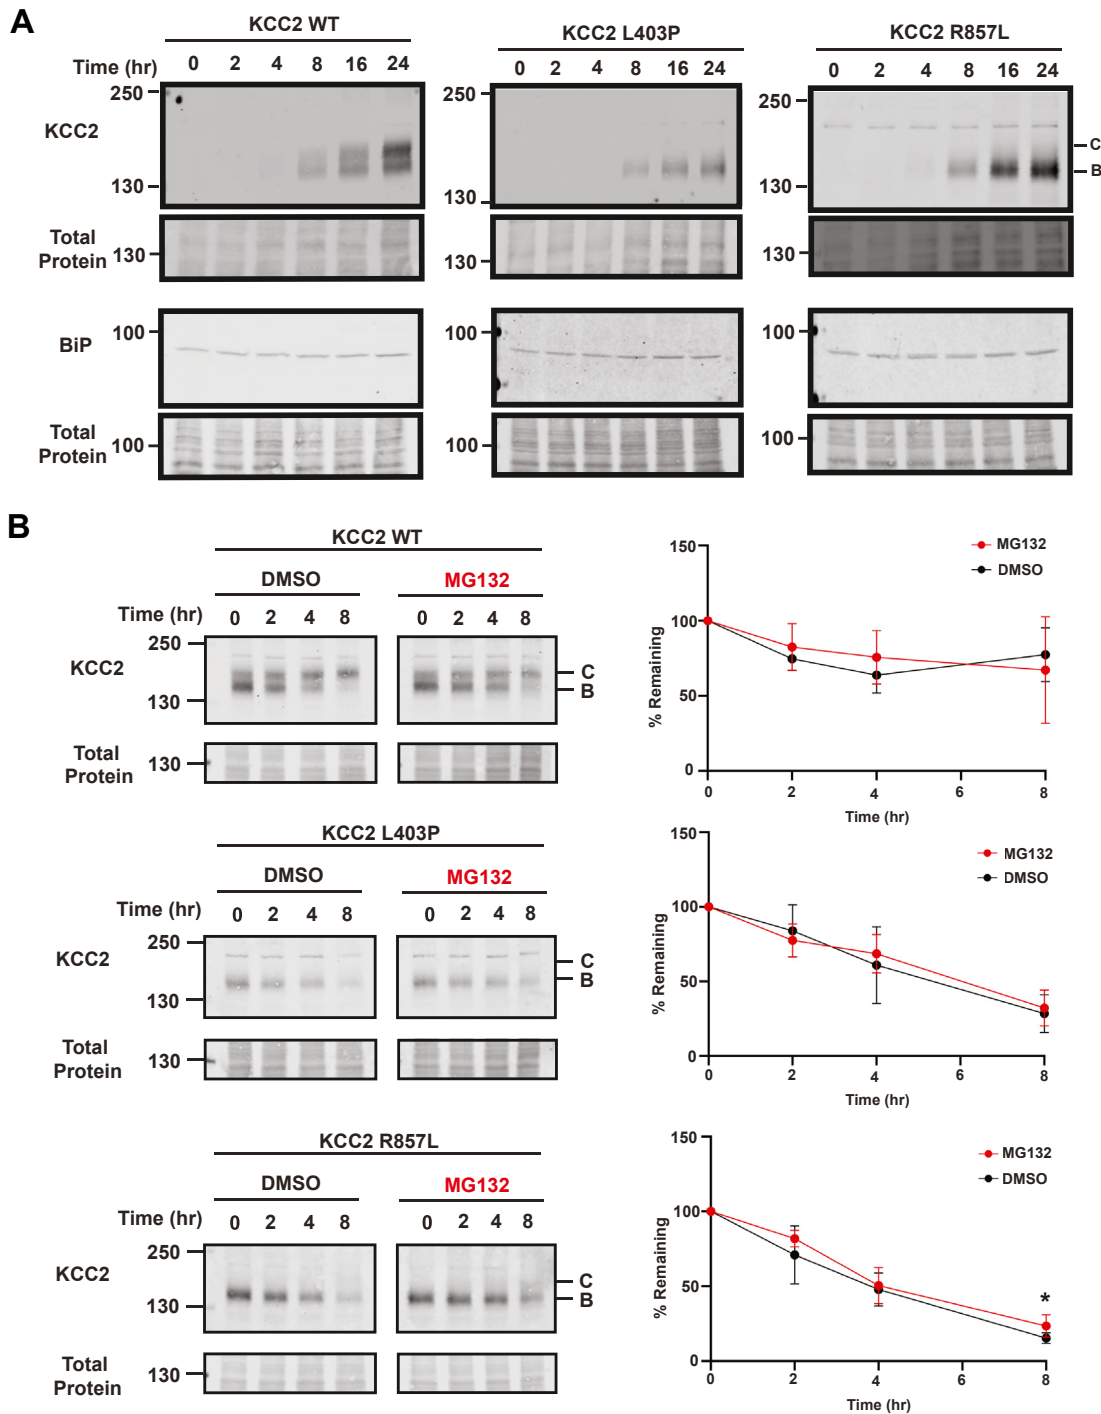 A
KCC2 WT
KCC2 L403P
KCC2 R857L
Time (hr) 0 2 4 8 16 24
0 2 4 8 16 24
0 2 4 8 16 24
KCC2
250
130
250
130
250
130
C
B
Total Protein 130
130
130
BiP
100
100
100
Total Protein 100
100
100
B
KCC2 WT
DMSO MG132
Time (hr) 0 2 4 8 0 2 4 8
KCC2
250
130
C
B
Total Protein 130
150
100
50
0
% Remaining
0 2 4 6 8
Time (hr)
MG132
DMSO
KCC2 L403P
DMSO MG132
Time (hr) 0 2 4 8 0 2 4 8
KCC2
250
130
C
B
Total Protein 130
150
100
50
0
% Remaining
0 2 4 6 8
Time (hr)
MG132
DMSO
KCC2 R857L
DMSO MG132
Time (hr) 0 2 4 8 0 2 4 8
KCC2
250
130
C
B
Total Protein 130
150
100
50
0
% Remaining
0 2 4 6 8
Time (hr)
MG132
DMSO
*